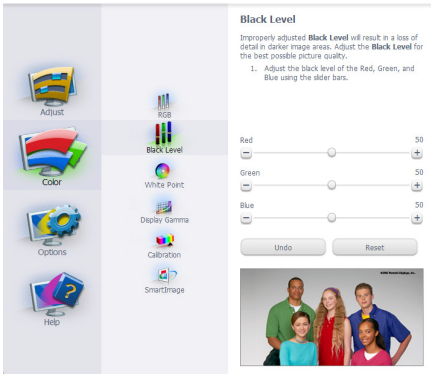 Adjust
Color
Options
Help
RGB
Black Level
White Point
Display Gamma
Calibration
SmartImage
Black Level
Improperly adjusted Black Level will result in a loss of
detail in darker image areas. Adjust the Black Level for
the best possible picture quality.
1. Adjust the black level of the Red, Green, and
Blue using the slider bars.
Red 50
Green 50
Blue 50
Undo Reset